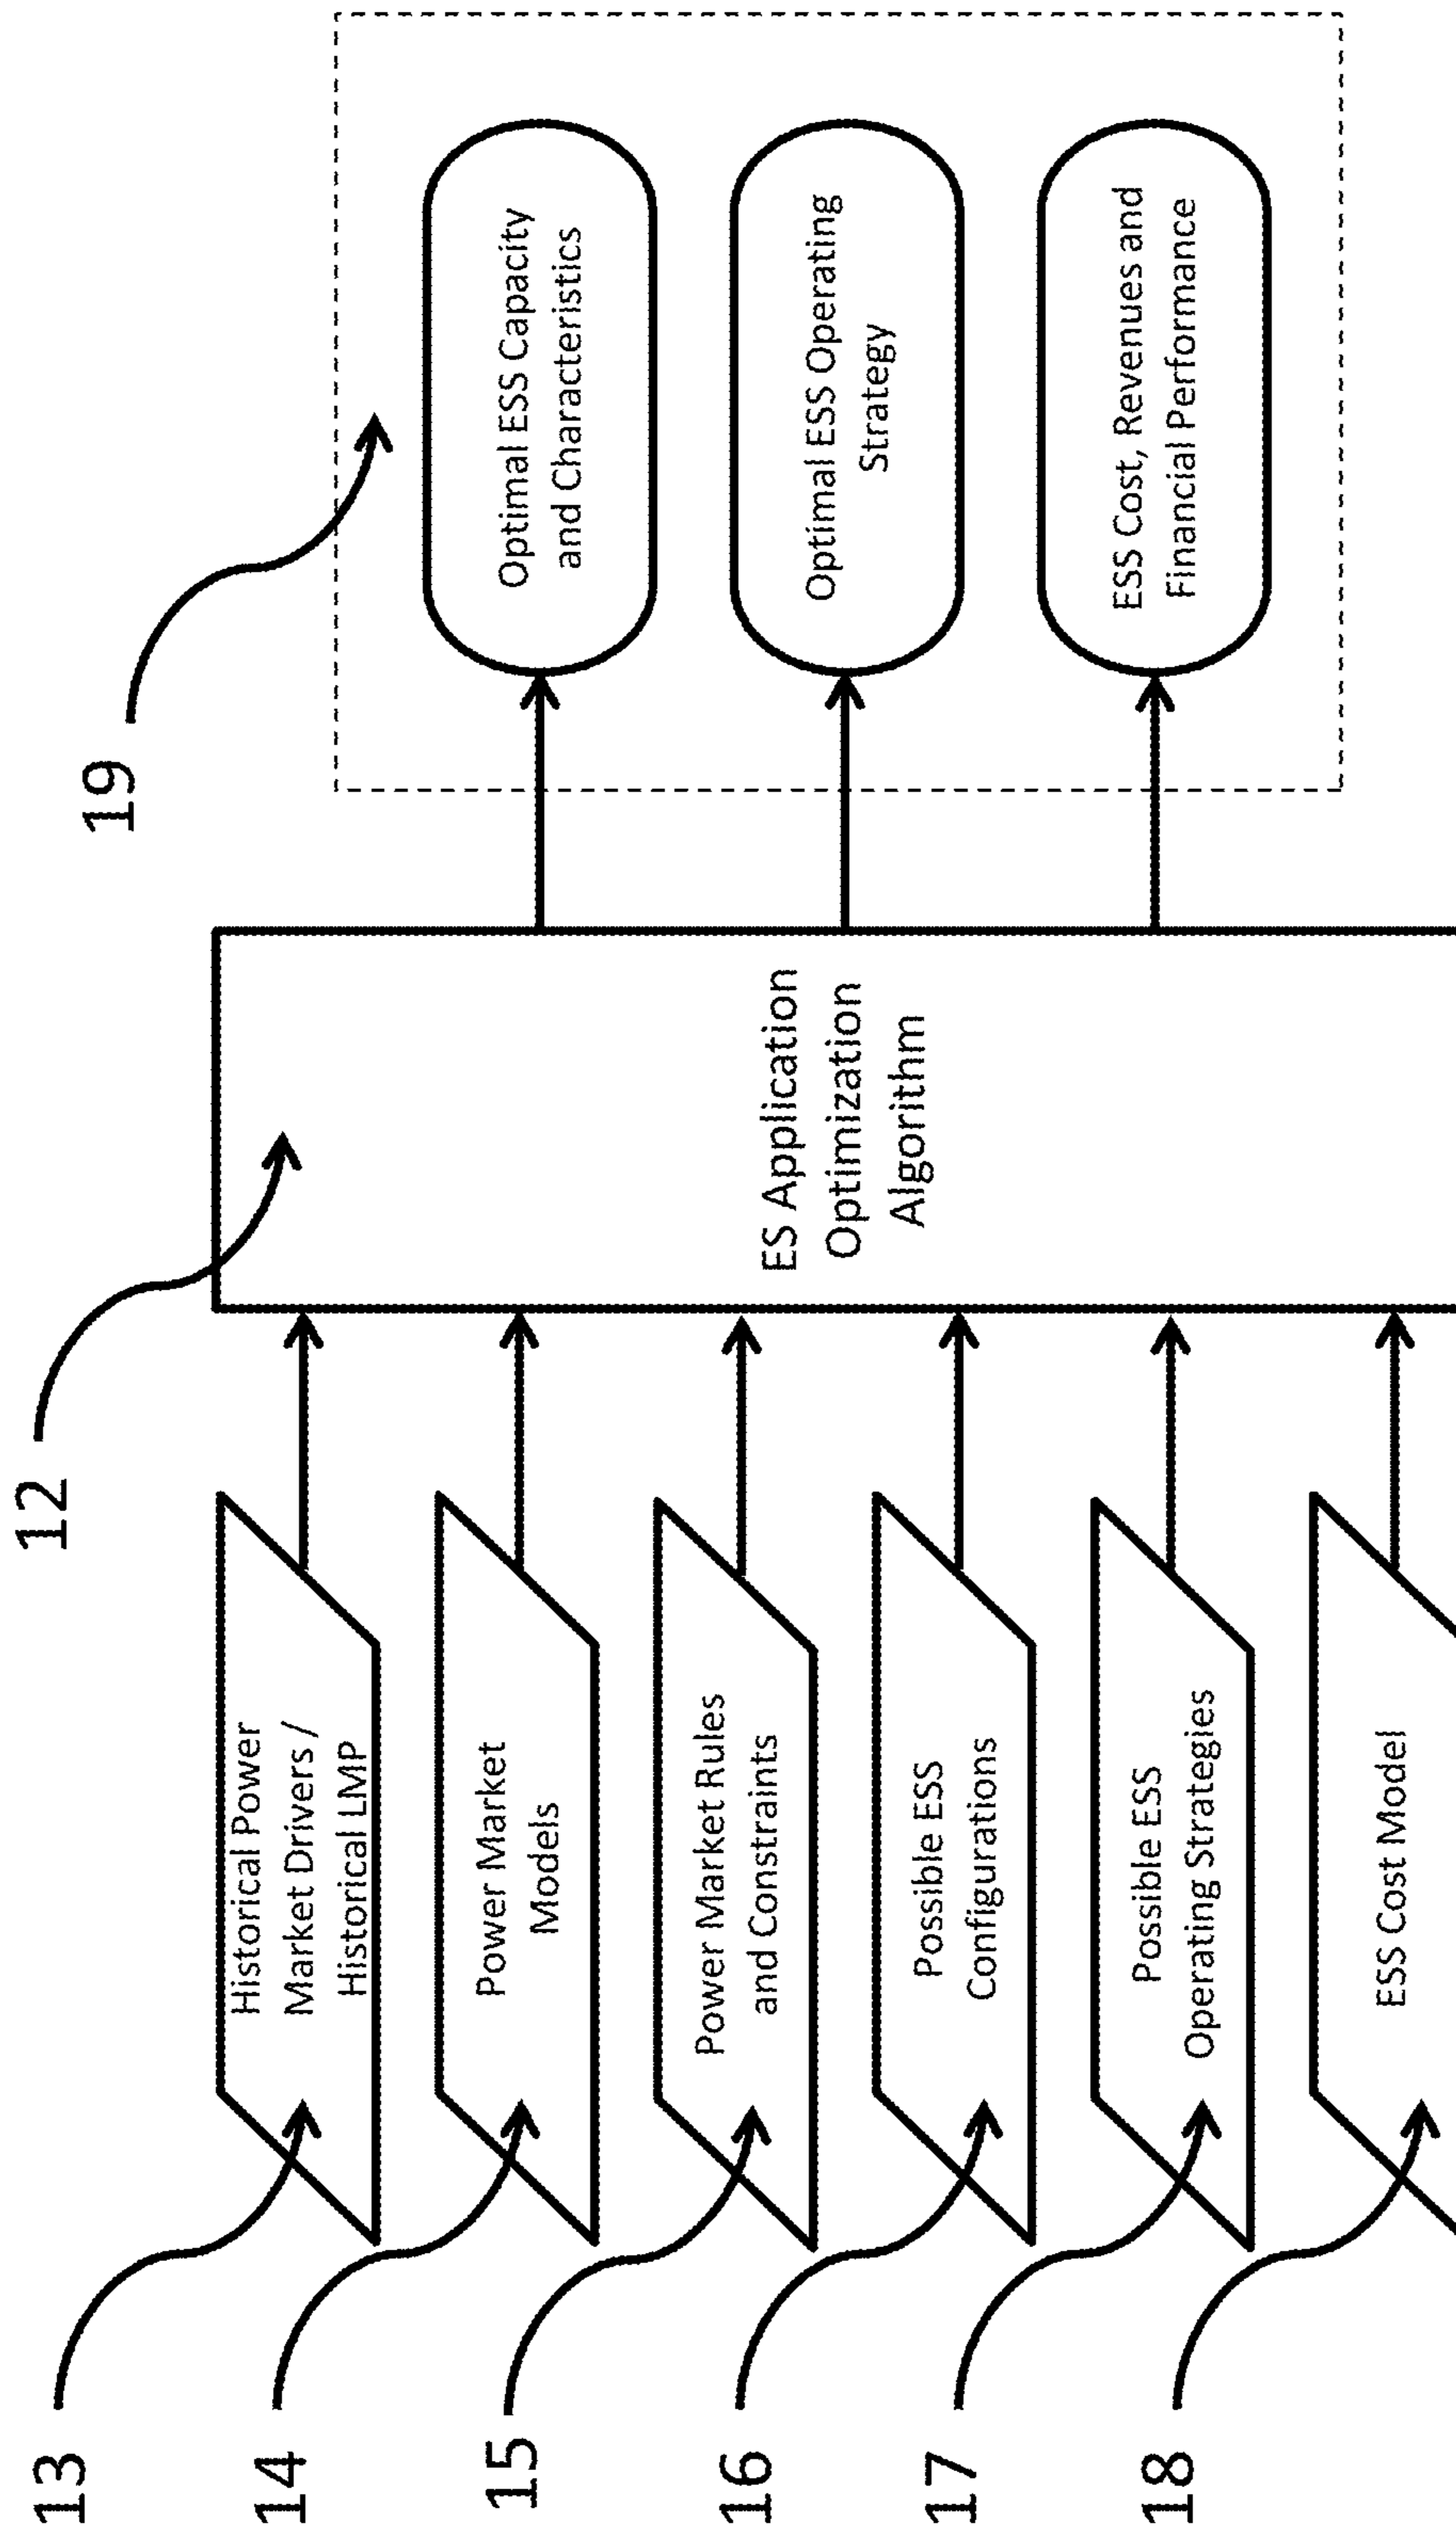 13
Historical Power
Market Drivers /
Historical LMP
14
Power Market
Models
15
Power Market Rules
and Constraints
16
Possible ESS
Configurations
17
Possible ESS
Operating Strategies
18
ESS Cost Model
12
ES Application
Optimization
Algorithm
19
Optimal ESS Capacity
and Characteristics
Optimal ESS Operating
Strategy
ESS Cost, Revenues and
Financial Performance